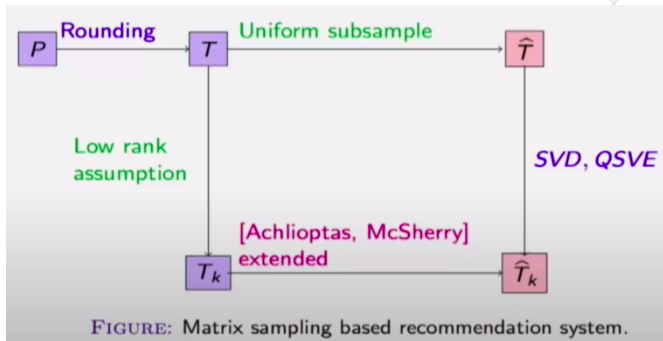 P
Rounding
T
Uniform subsample
T̂
Low rank
assumption
SVD, QSVE
[Achlioptas, McSherry]
extended
Tₖ
T̂ₖ
FIGURE: Matrix sampling based recommendation system.